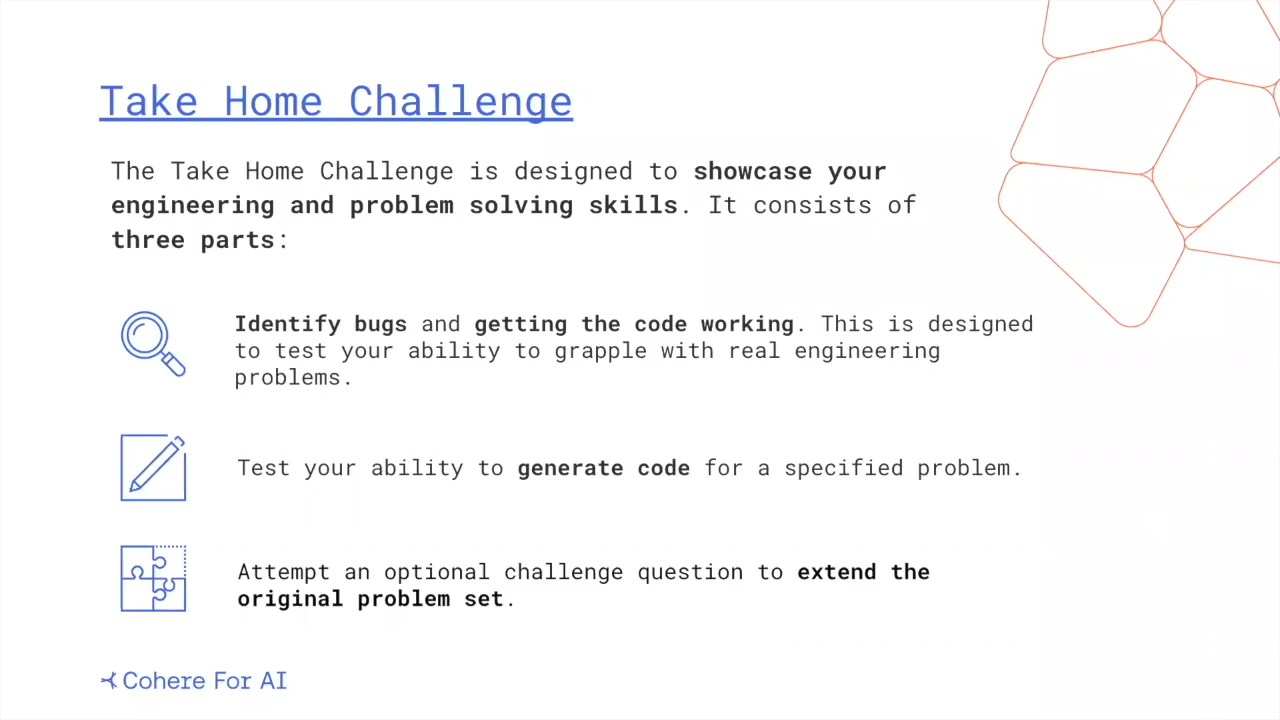 Take Home Challenge
The Take Home Challenge is designed to showcase your
engineering and problem solving skills. It consists of
three parts:
Identify bugs and getting the code working. This is designed
to test your ability to grapple with real engineering
problems.
Test your ability to generate code for a specified problem.
Attempt an optional challenge question to extend the
original problem set.
Cohere For AI